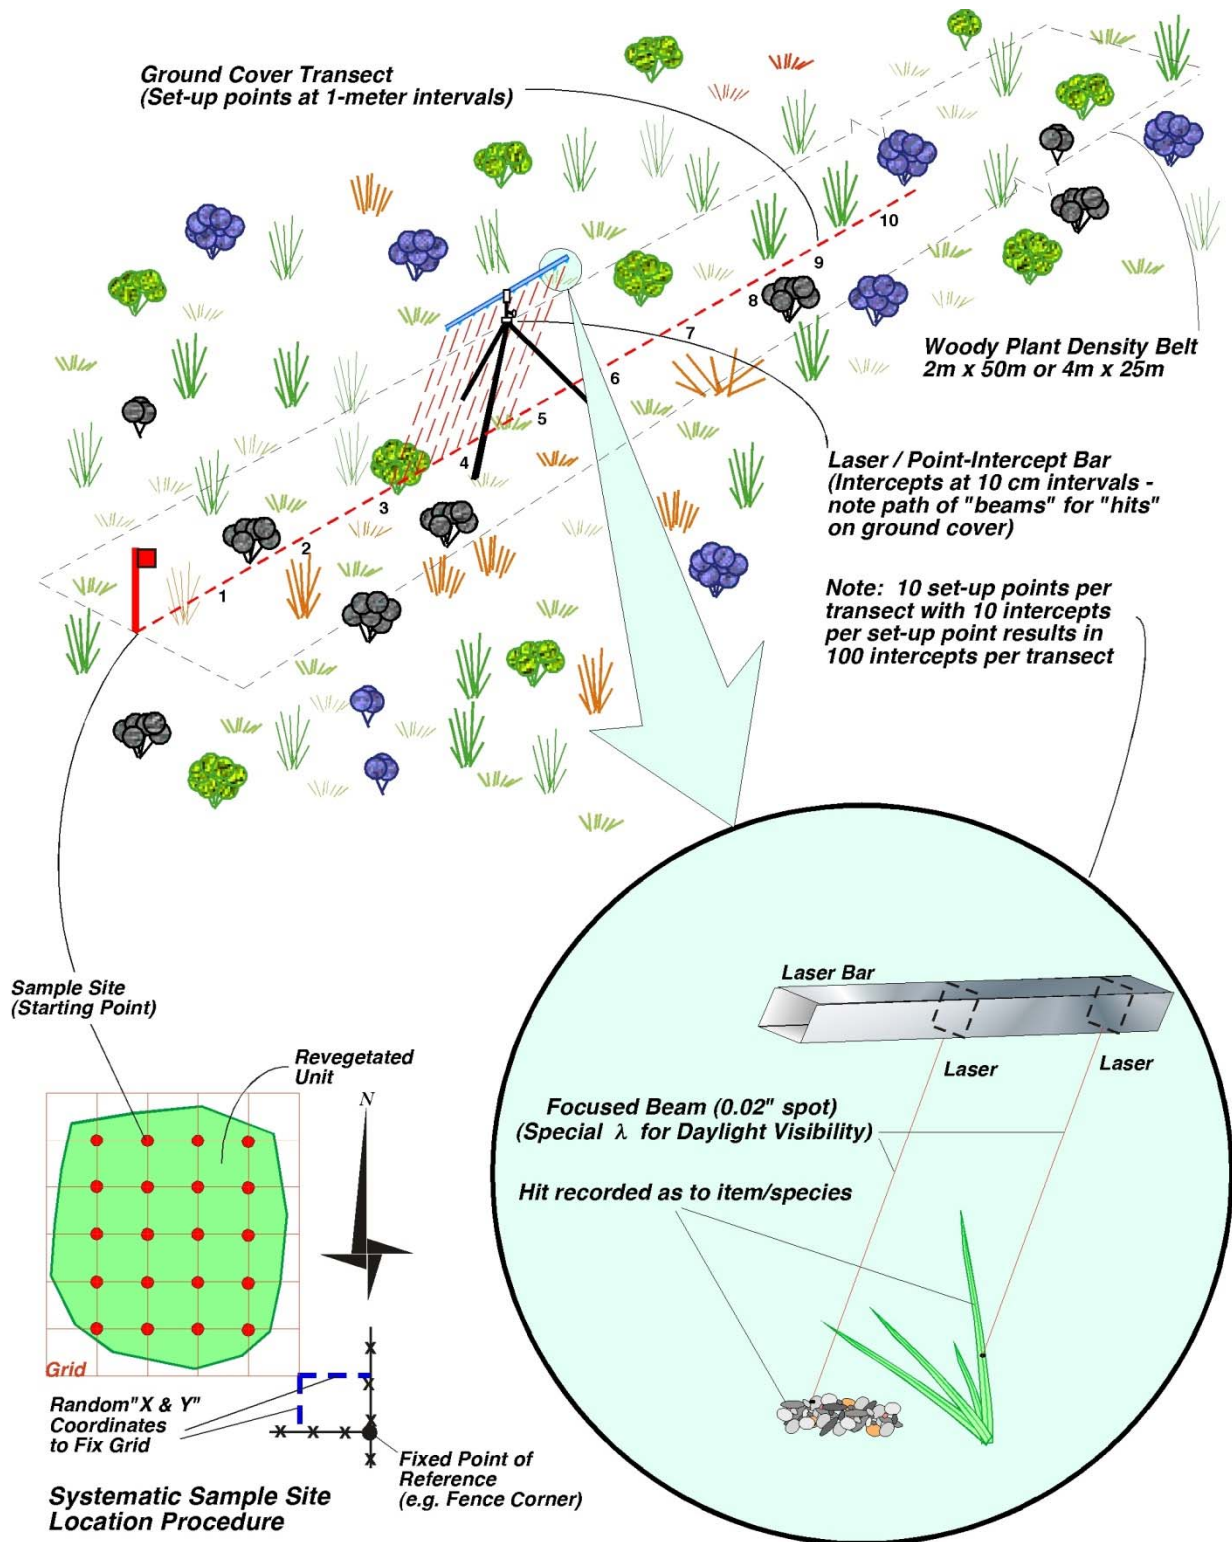 Ground Cover Transect
(Set-up points at 1-meter intervals)
10
9
8
7
6
5
4
3
2
1
Woody Plant Density Belt
2m x 50m or 4m x 25m
Laser / Point-Intercept Bar
(Intercepts at 10 cm intervals -
note path of "beams" for "hits"
on ground cover)
Note: 10 set-up points per
transect with 10 intercepts
per set-up point results in
100 intercepts per transect
Sample Site
(Starting Point)
Revegetated
Unit
N
Grid
Random"X & Y"
Coordinates
to Fix Grid
Fixed Point of
Reference
(e.g. Fence Corner)
Systematic Sample Site
Location Procedure
Laser Bar
Laser
Laser
Focused Beam (0.02" spot)
(Special λ for Daylight Visibility)
Hit recorded as to item/species